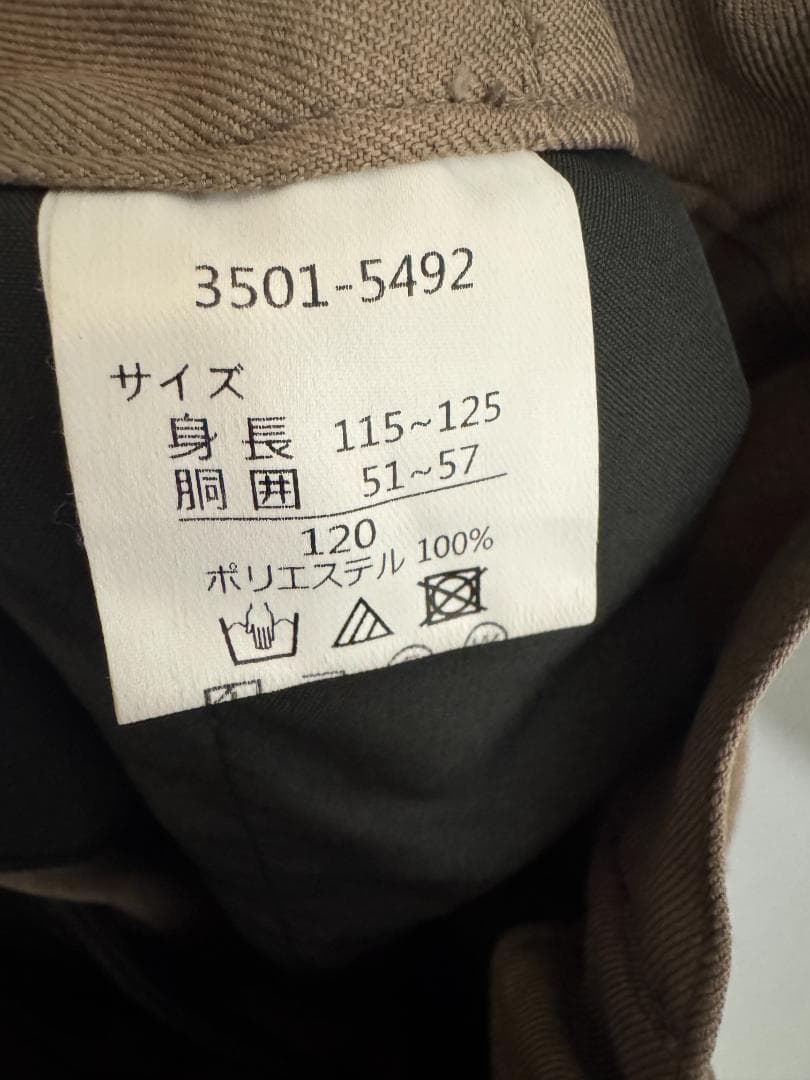 3501-5492
サイズ
身長 115~125
胴囲 51~57
120
ポリエステル 100%